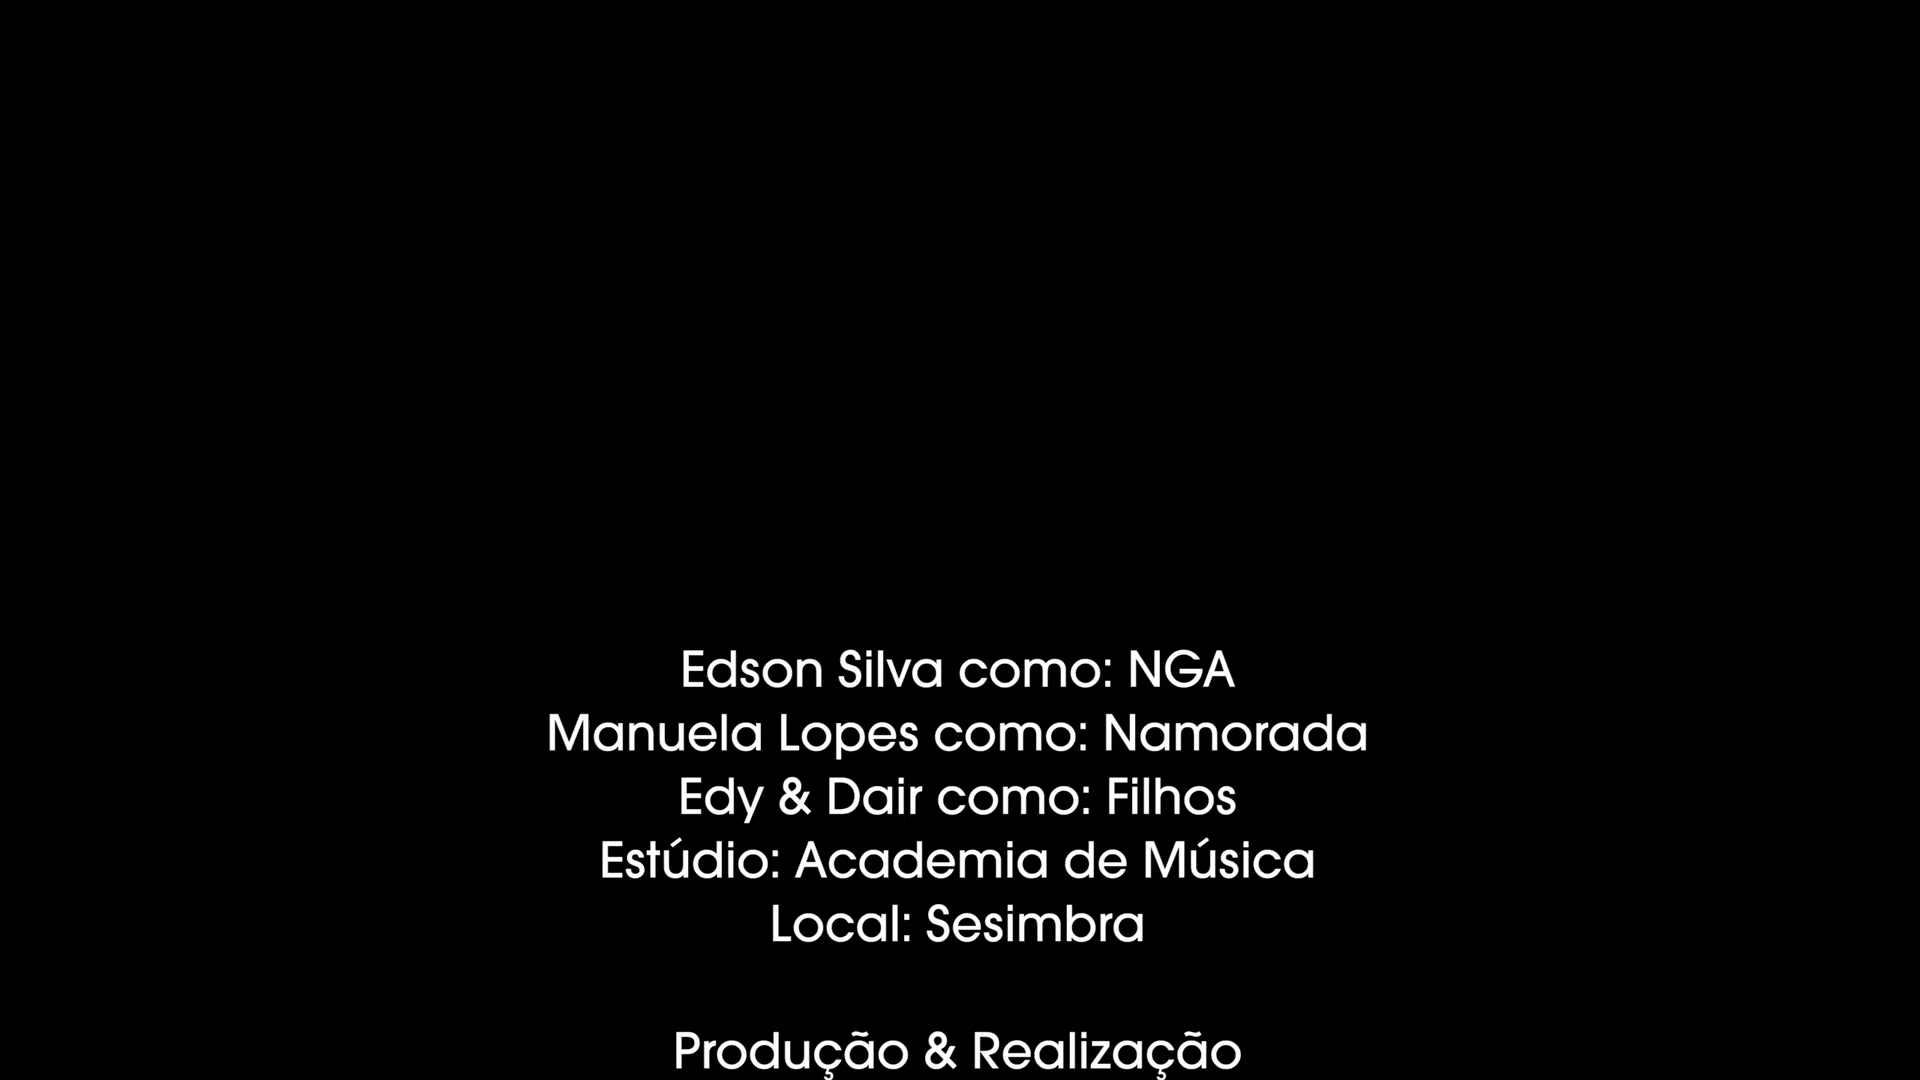 Edson Silva como: NGA
Manuela Lopes como: Namorada
Edy & Dair como: Filhos
Estúdio: Academia de Música
Local: Sesimbra
Produção & Realização